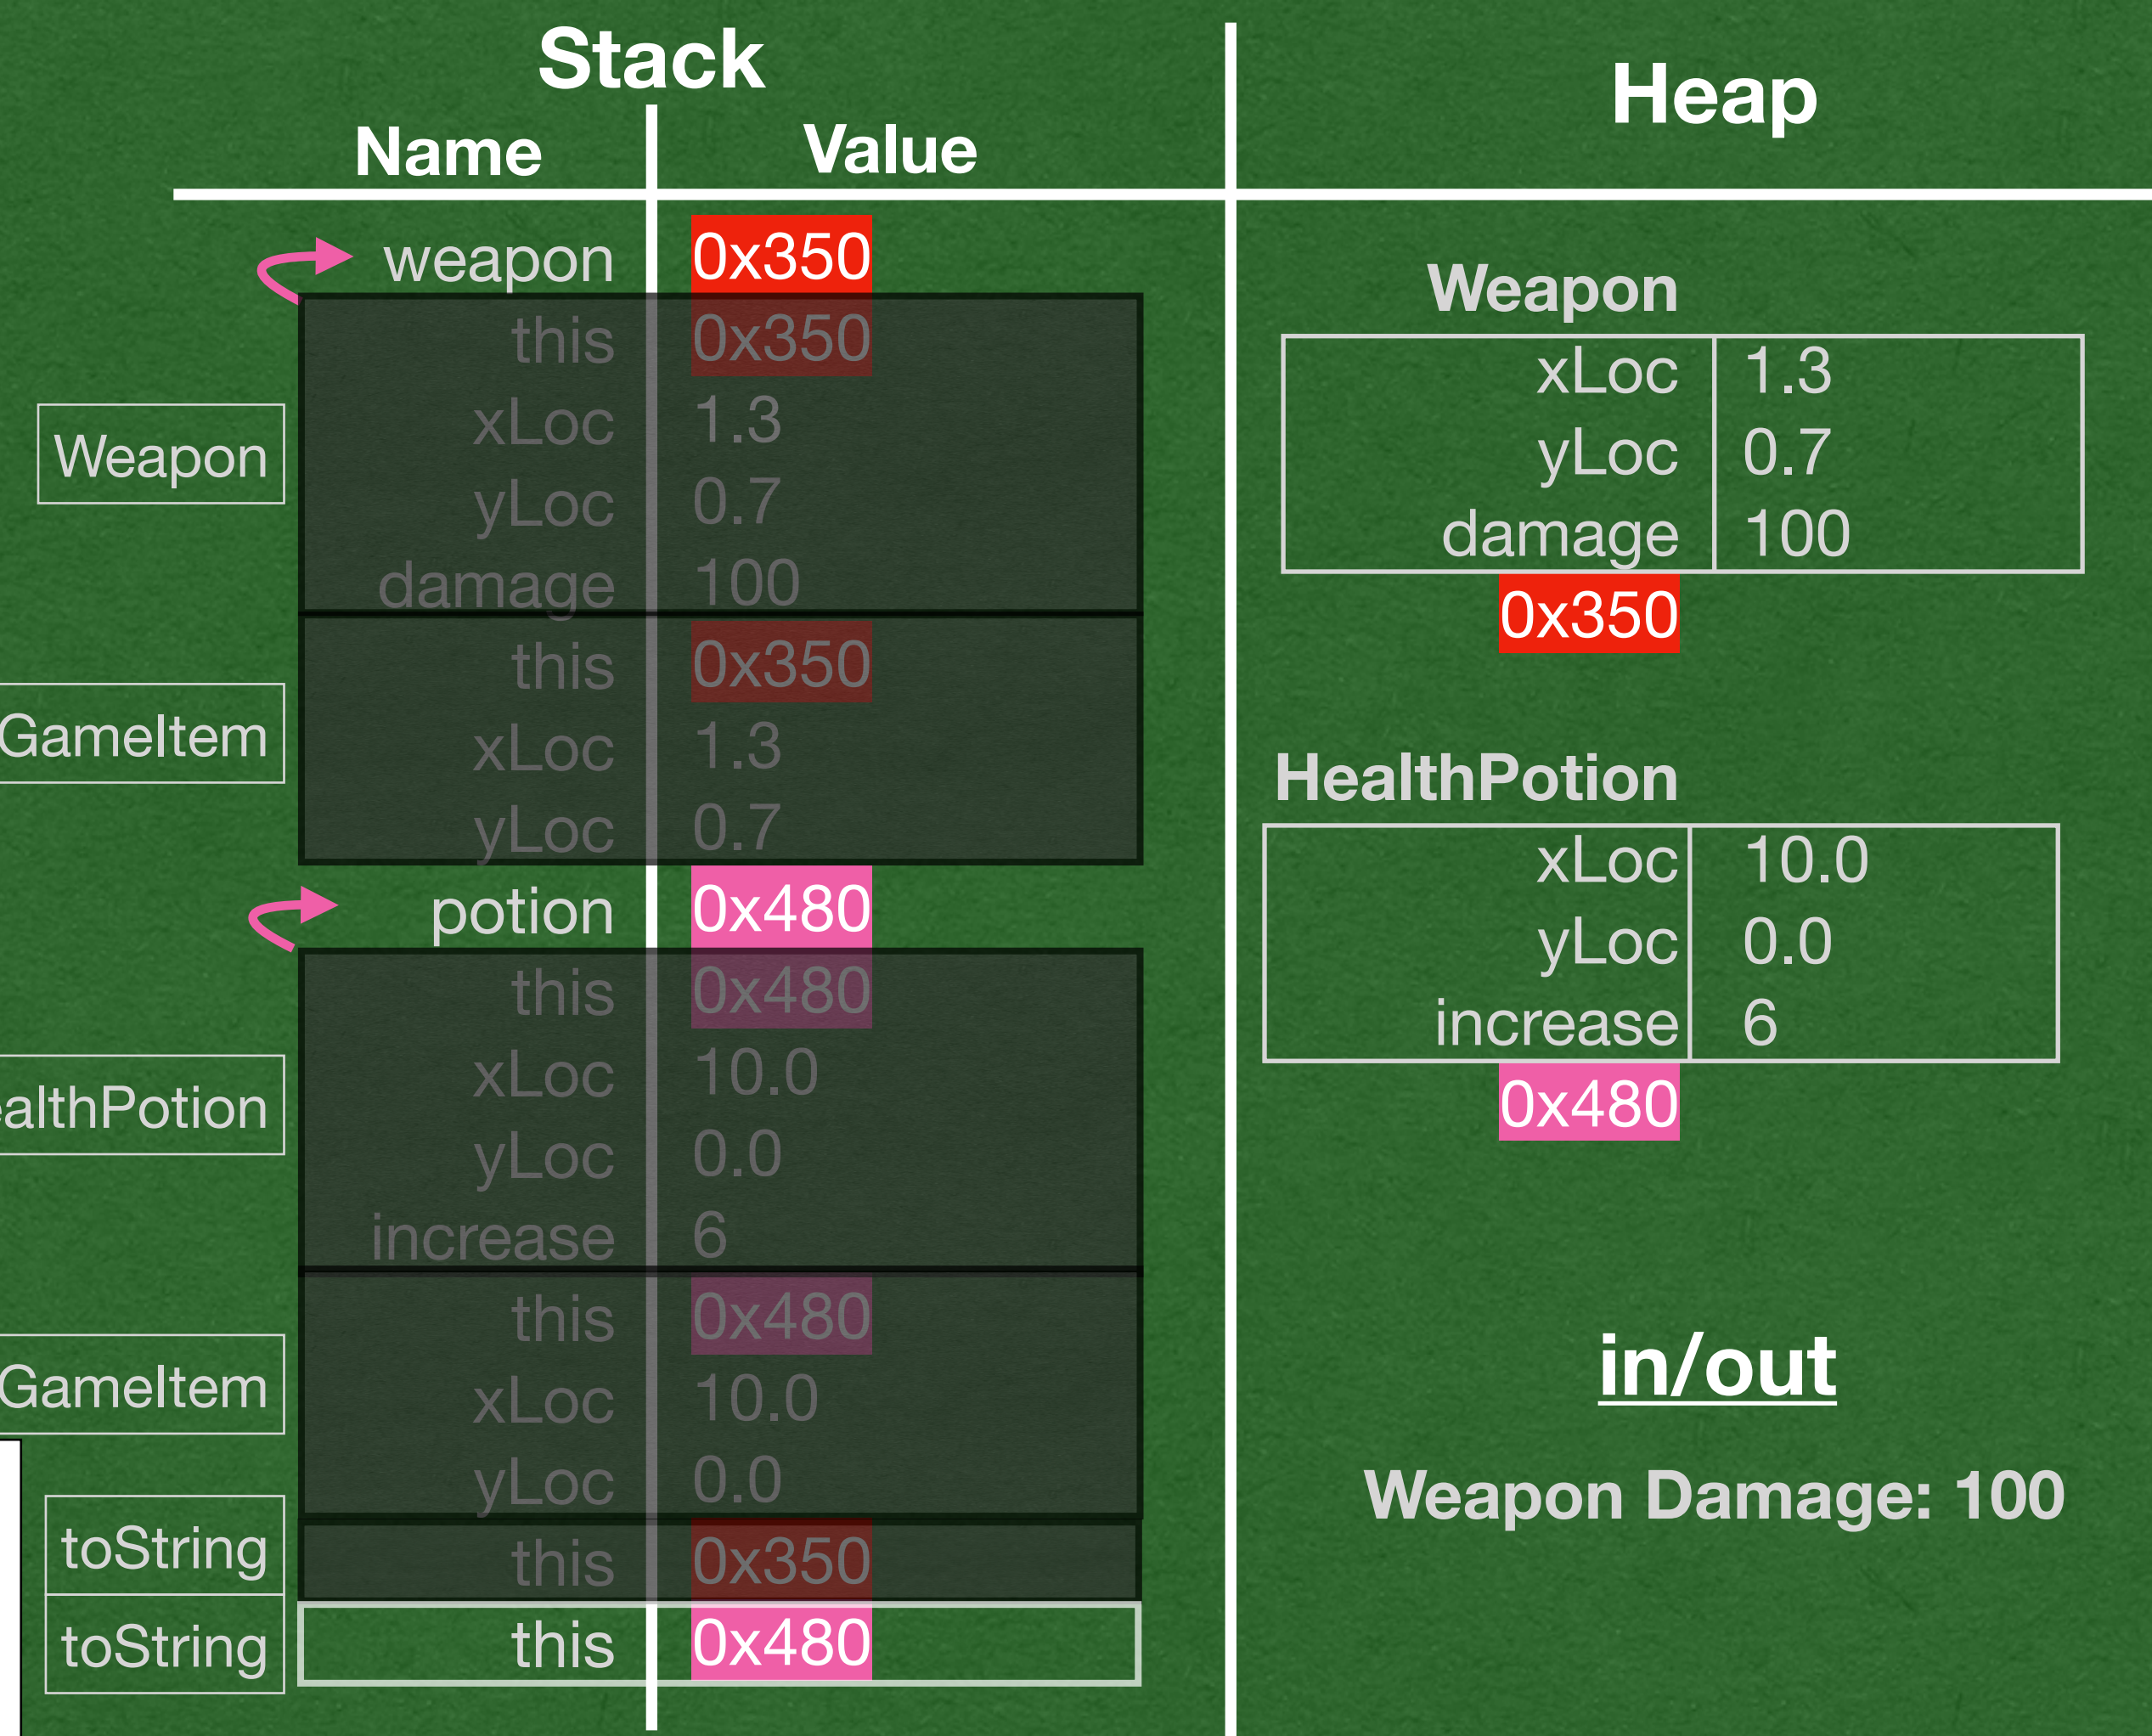 Stack
Heap
Name Value
weapon 0x350
this 0x350
xLoc 1.3
yLoc 0.7
damage 100
Weapon
this 0x350
xLoc 1.3
yLoc 0.7
GameItem
potion 0x480
this 0x480
xLoc 10.0
yLoc 0.0
increase 6
ealthPotion
this 0x480
xLoc 10.0
yLoc 0.0
GameItem
toString
this 0x350
toString
this 0x480
Weapon
xLoc 1.3
yLoc 0.7
damage 100
0x350
HealthPotion
xLoc 10.0
yLoc 0.0
increase 6
0x480
in/out
Weapon Damage: 100